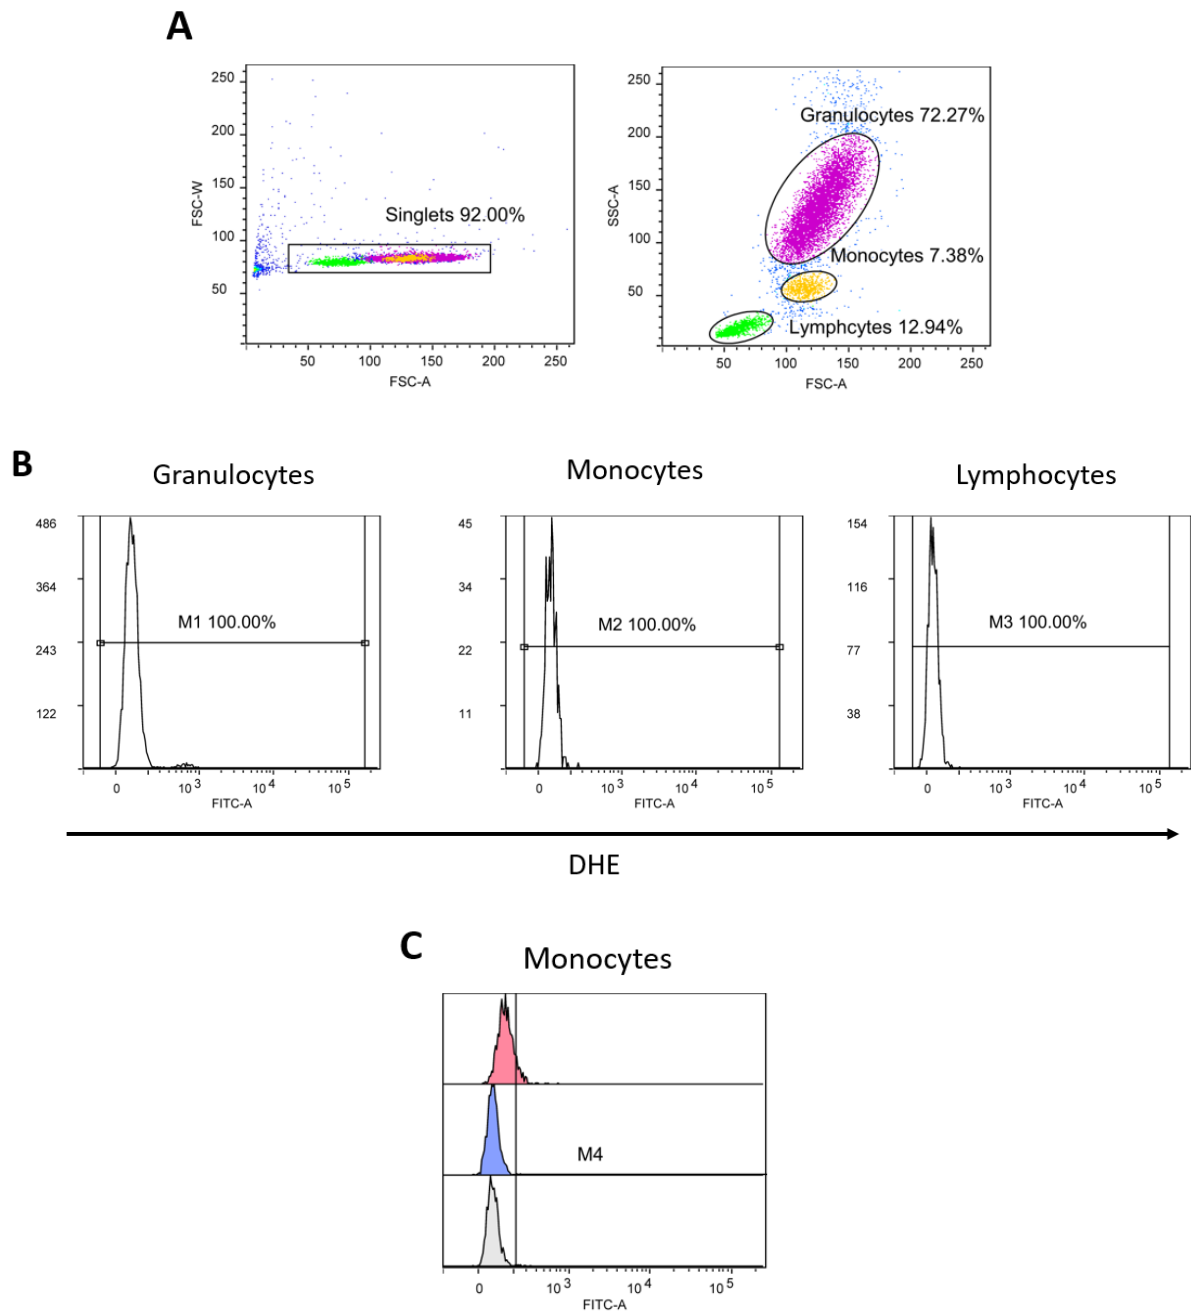 A
250
200
150
100
50
FSC-W
Singlets 92.00%
50 100 150 200 250
FSC-A
250
200
150
100
50
SSC-A
Granulocytes 72.27%
Monocytes 7.38%
Lymphcytes 12.94%
50 100 150 200 250
FSC-A
B
Granulocytes
486
364
243
122
M1 100.00%
0 10 3 10 4 10 5
FITC-A
Monocytes
45
34
22
11
M2 100.00%
0 10 3 10 4 10 5
FITC-A
Lymphocytes
154
116
77
38
M3 100.00%
0 10 3 10 4 10 5
FITC-A
DHE
C
Monocytes
M4
0 10 3 10 4 10 5
FITC-A